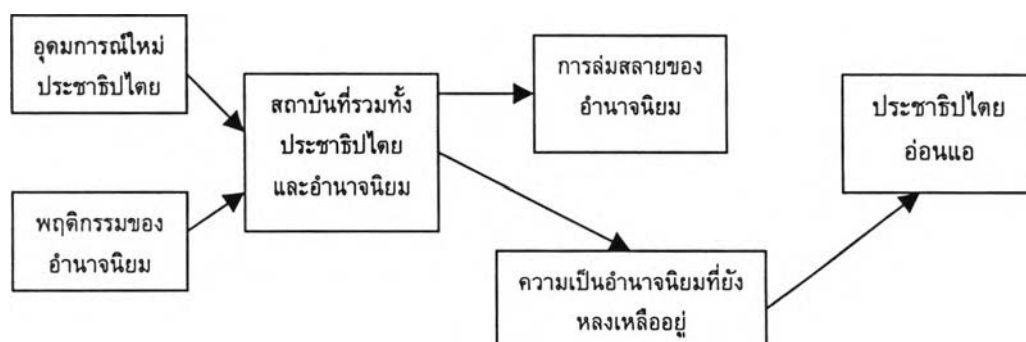 อุดมการณ์ใหม่
ประชาธิปไตย
พฤติกรรมของ
อำนาจนิยม
สถาบันที่รวมทั้ง
ประชาธิปไตย
และอำนาจนิยม
การล่มสลายของ
อำนาจนิยม
ความเป็นอำนาจนิยมที่ยัง
หลงเหลืออยู่
ประชาธิปไตย
อ่อนแอ